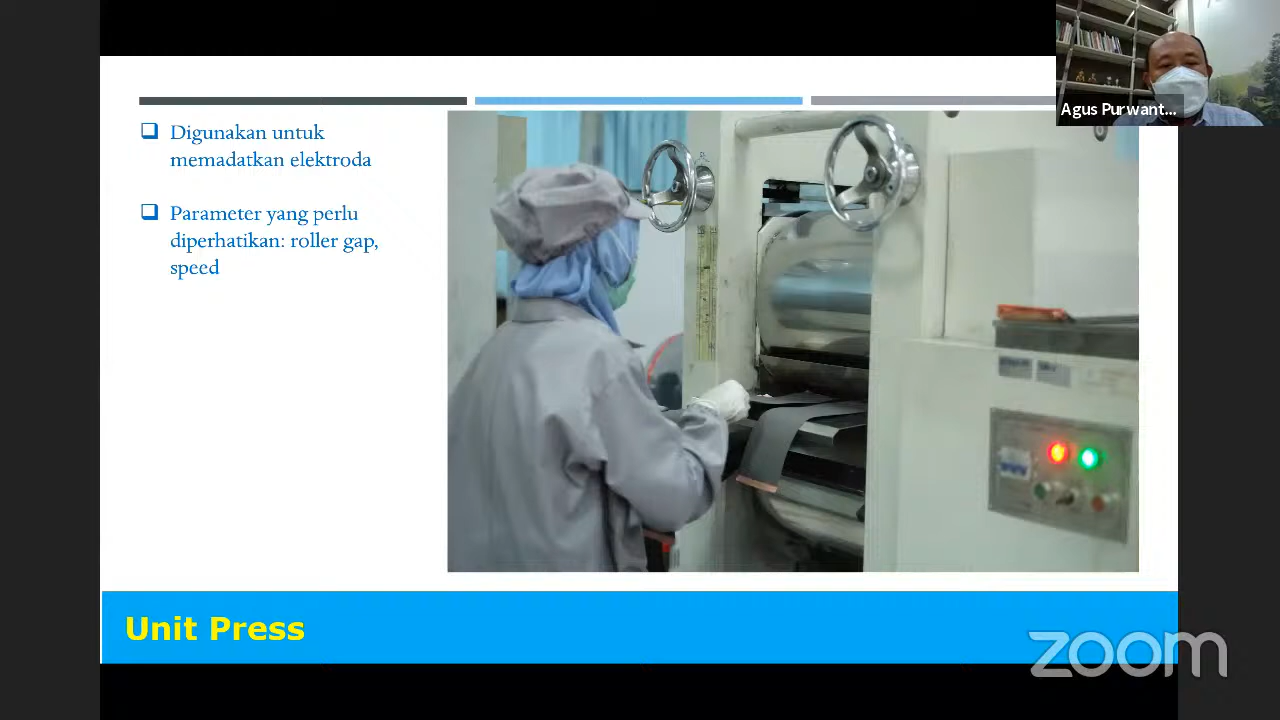 Digunakan untuk
memadatkan elektroda
Parameter yang perlu
diperhatikan: roller gap,
speed
Agus Purwant...
Unit Press
zoom